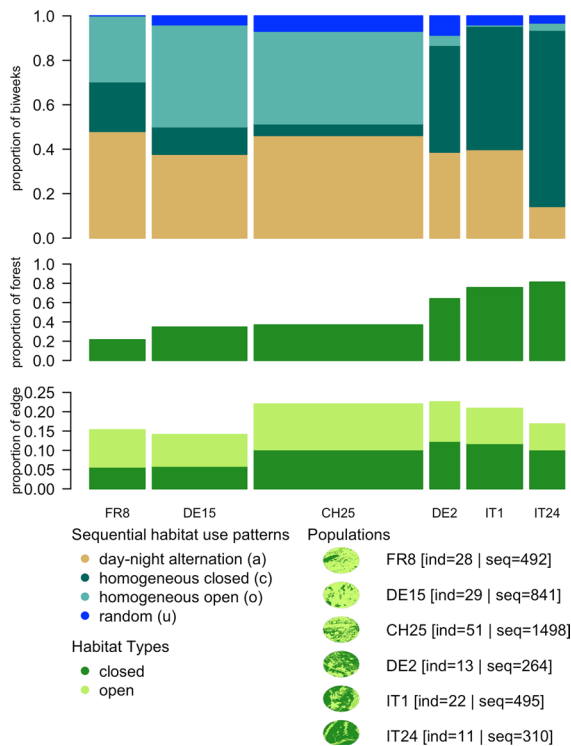 proportion of biweeks
1.0
0.8
0.6
0.4
0.2
0.0
proportion of forest
1.0
0.8
0.6
0.4
0.2
0.0
proportion of edge
0.25
0.20
0.15
0.10
0.05
0.00
FR8 DE15 CH25 DE2 IT1 IT24
Sequential habitat use patterns
day-night alternation (a)
homogeneous closed (c)
homogeneous open (o)
random (u)
Habitat Types
closed
open
Populations
FR8 [ind=28 | seq=492]
DE15 [ind=29 | seq=841]
CH25 [ind=51 | seq=1498]
DE2 [ind=13 | seq=264]
IT1 [ind=22 | seq=495]
IT24 [ind=11 | seq=310]